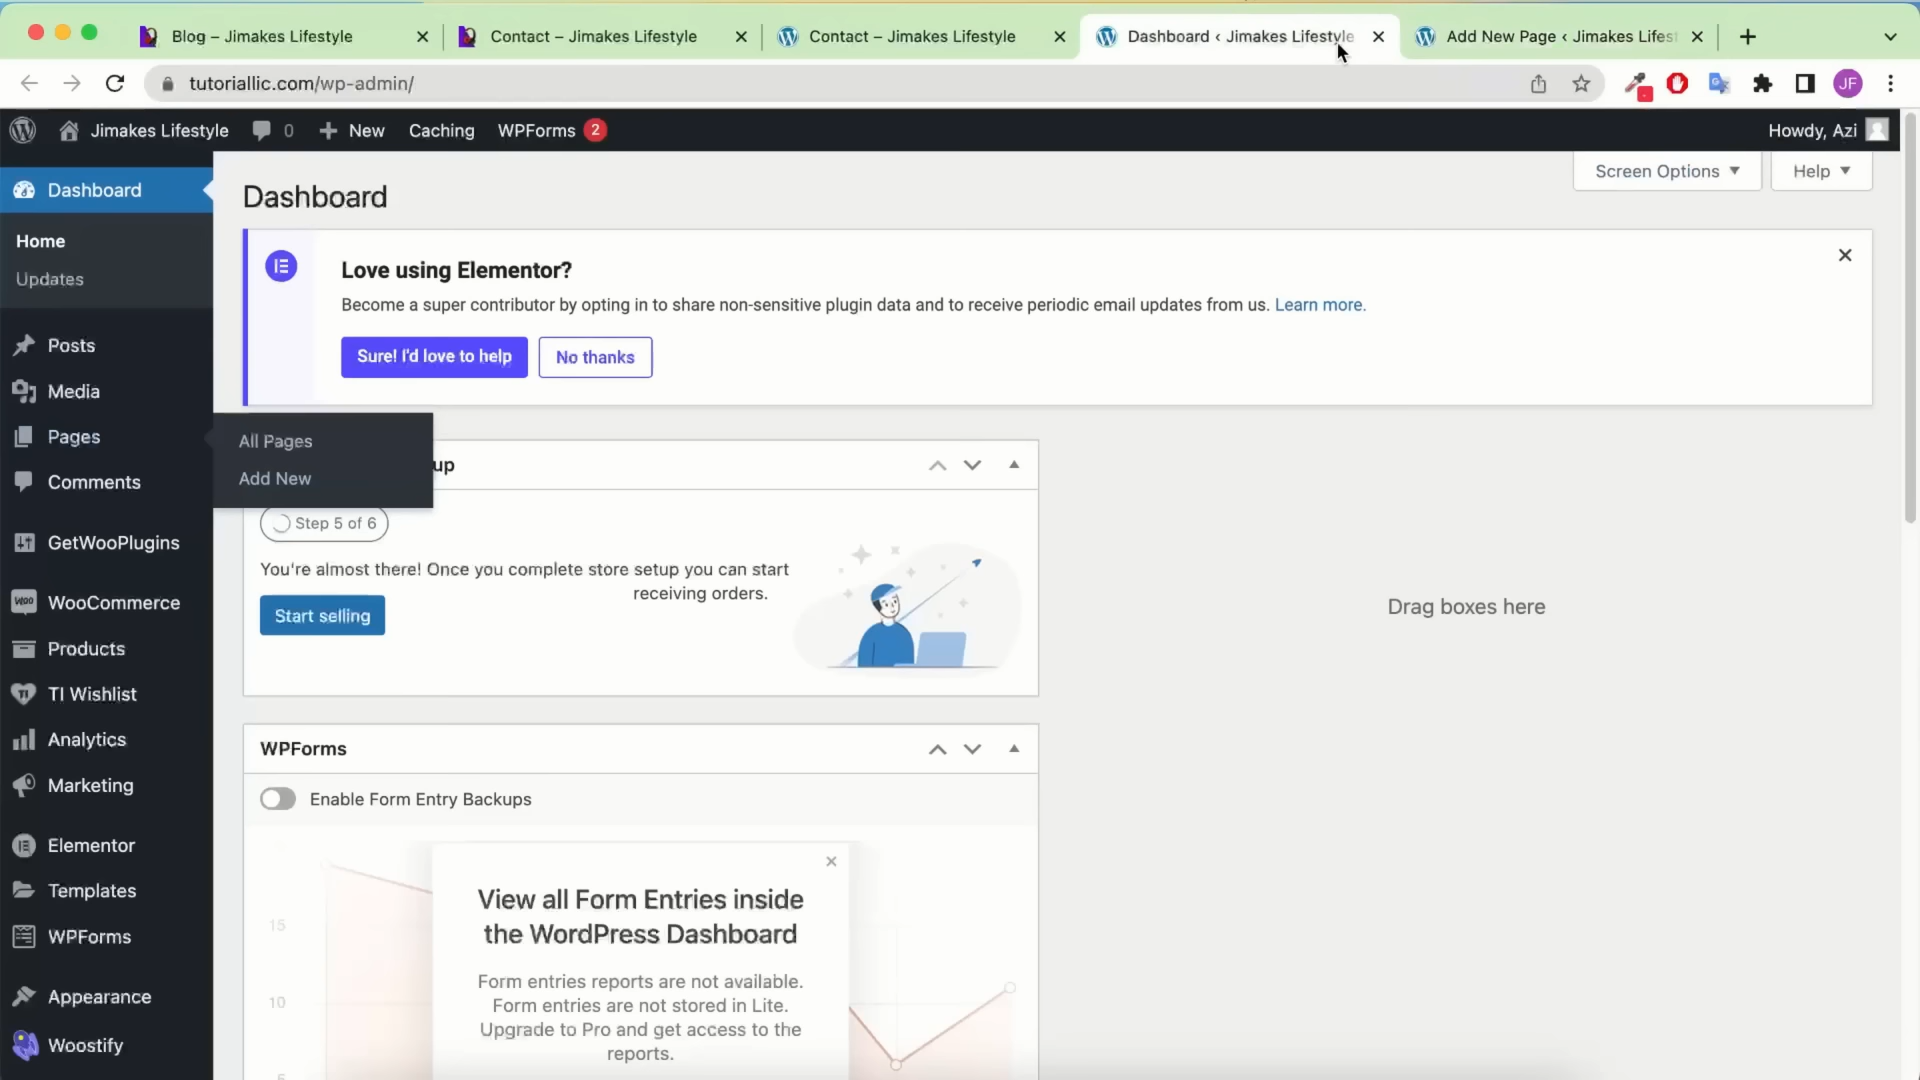 Blog – Jimakes Lifestyle
Contact – Jimakes Lifestyle
Contact – Jimakes Lifestyle
Dashboard ‹ Jimakes Lifestyle
Add New Page ‹ Jimakes Lifest
tutoriallic.com/wp-admin/
JF
Jimakes Lifestyle
0
New
Caching
WPForms 2
Howdy, Azi
Dashboard
Home
Updates
Posts
Media
Pages
Comments
GetWooPlugins
WooCommerce
Products
TI Wishlist
Analytics
Marketing
Elementor
Templates
WPForms
Appearance
Woostify
All Pages
Add New
Screen Options
Help
Dashboard
Love using Elementor?
Become a super contributor by opting in to share non-sensitive plugin data and to receive periodic email updates from us. Learn more.
Sure! I'd love to help
No thanks
up
Step 5 of 6
You're almost there! Once you complete store setup you can start
receiving orders.
Start selling
Drag boxes here
WPForms
Enable Form Entry Backups
15
10
5
View all Form Entries inside
the WordPress Dashboard
Form entries reports are not available.
Form entries are not stored in Lite.
Upgrade to Pro and get access to the
reports.